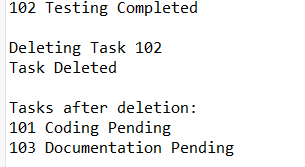 102 Testing Completed
Deleting Task 102
Task Deleted
Tasks after deletion:
101 Coding Pending
103 Documentation Pending